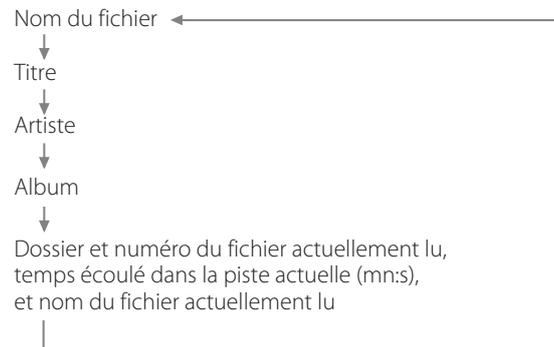 Nom du fichier
Titre
Artiste
Album
Dossier et numéro du fichier actuellement lu,
temps écoulé dans la piste actuelle (mn:s),
et nom du fichier actuellement lu